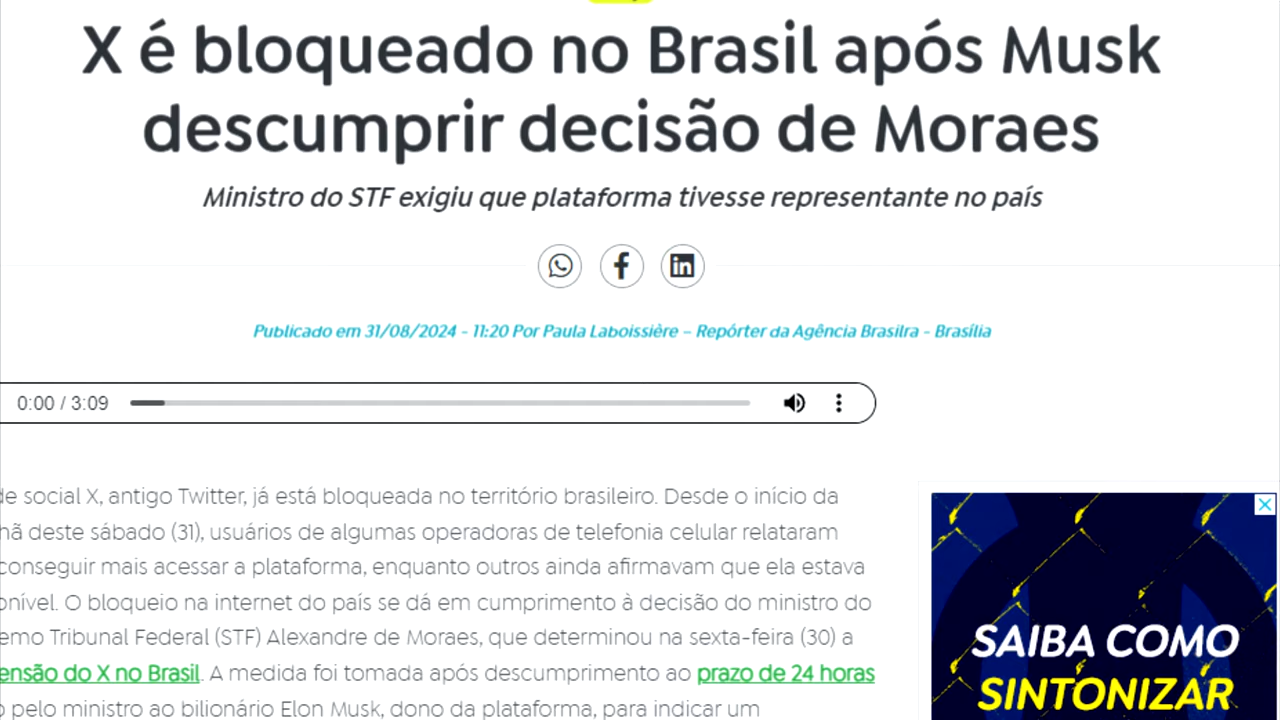 X é bloqueado no Brasil após Musk
descumprir decisão de Moraes
Ministro do STF exigiu que plataforma tivesse representante no país
Publicado em 31/08/2024 - 11:20 Por Paula Laboissière – Repórter da Agência Brasilra - Brasília
0:00 / 3:09
de social X, antigo Twitter, já está bloqueada no território brasileiro. Desde o início da
hã deste sábado (31), usuários de algumas operadoras de telefonia celular relataram
conseguir mais acessar a plataforma, enquanto outros ainda afirmavam que ela estava
onível. O bloqueio na internet do país se dá em cumprimento à decisão do ministro do
emo Tribunal Federal (STF) Alexandre de Moraes, que determinou na sexta-feira (30) a
ensão do X no Brasil. A medida foi tomada após descumprimento ao prazo de 24 horas
o pelo ministro ao bilionário Elon Musk, dono da plataforma, para indicar um
SAIBA COMO
SINTONIZAR